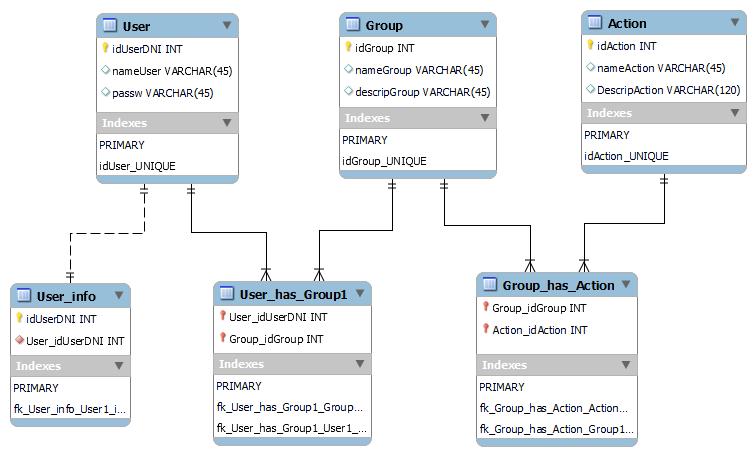 User
idUserDNI INT
nameUser VARCHAR(45)
passw VARCHAR(45)
Indexes
PRIMARY
idUser_UNIQUE
Group
idGroup INT
nameGroup VARCHAR(45)
descripGroup VARCHAR(45)
Indexes
PRIMARY
idGroup_UNIQUE
Action
idAction INT
nameAction VARCHAR(45)
DescripAction VARCHAR(120)
Indexes
PRIMARY
idAction_UNIQUE
User_info
idUserDNI INT
User_idUserDNI INT
Indexes
PRIMARY
fk_User_info_User1_i...
User_has_Group1
User_idUserDNI INT
Group_idGroup INT
Indexes
PRIMARY
fk_User_has_Group1_Group...
fk_User_has_Group1_User1_...
Group_has_Action
Group_idGroup INT
Action_idAction INT
Indexes
PRIMARY
fk_Group_has_Action_Action...
fk_Group_has_Action_Group1...